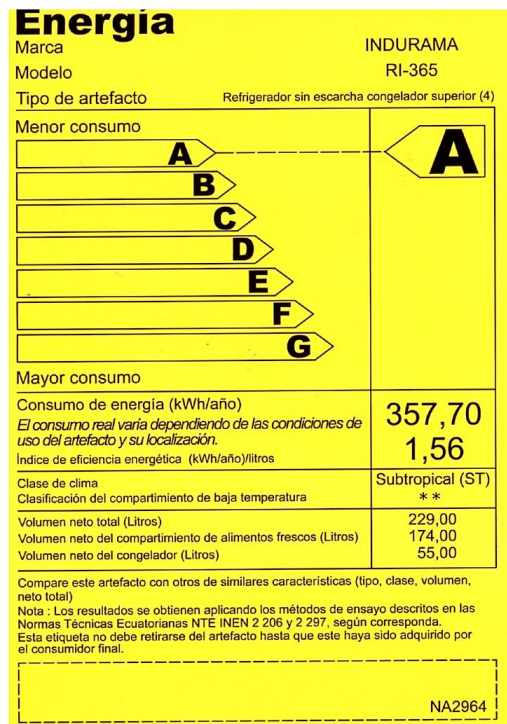 Energía
Marca INDURAMA
Modelo RI-365
Tipo de artefacto Refrigerador sin escarcha congelador superior (4)
Menor consumo
A A
B
C
D
E
F
G
Mayor consumo
Consumo de energía (kWh/año) 357,70
El consumo real varía dependiendo de las condiciones de
uso del artefacto y su localización.
Índice de eficiencia energética (kWh/año)/litros 1,56
Clase de clima Subtropical (ST)
Clasificación del compartimiento de baja temperatura **
Volumen neto total (Litros) 229,00
Volumen neto del compartimiento de alimentos frescos (Litros) 174,00
Volumen neto del congelador (Litros) 55,00
Compare este artefacto con otros de similares características (tipo, clase, volumen,
neto total)
Nota : Los resultados se obtienen aplicando los métodos de ensayo descritos en las
Normas Técnicas Ecuatorianas NTE INEN 2 206 y 2 297, según corresponda.
Esta etiqueta no debe retirarse del artefacto hasta que este haya sido adquirido por
el consumidor final.
NA2964